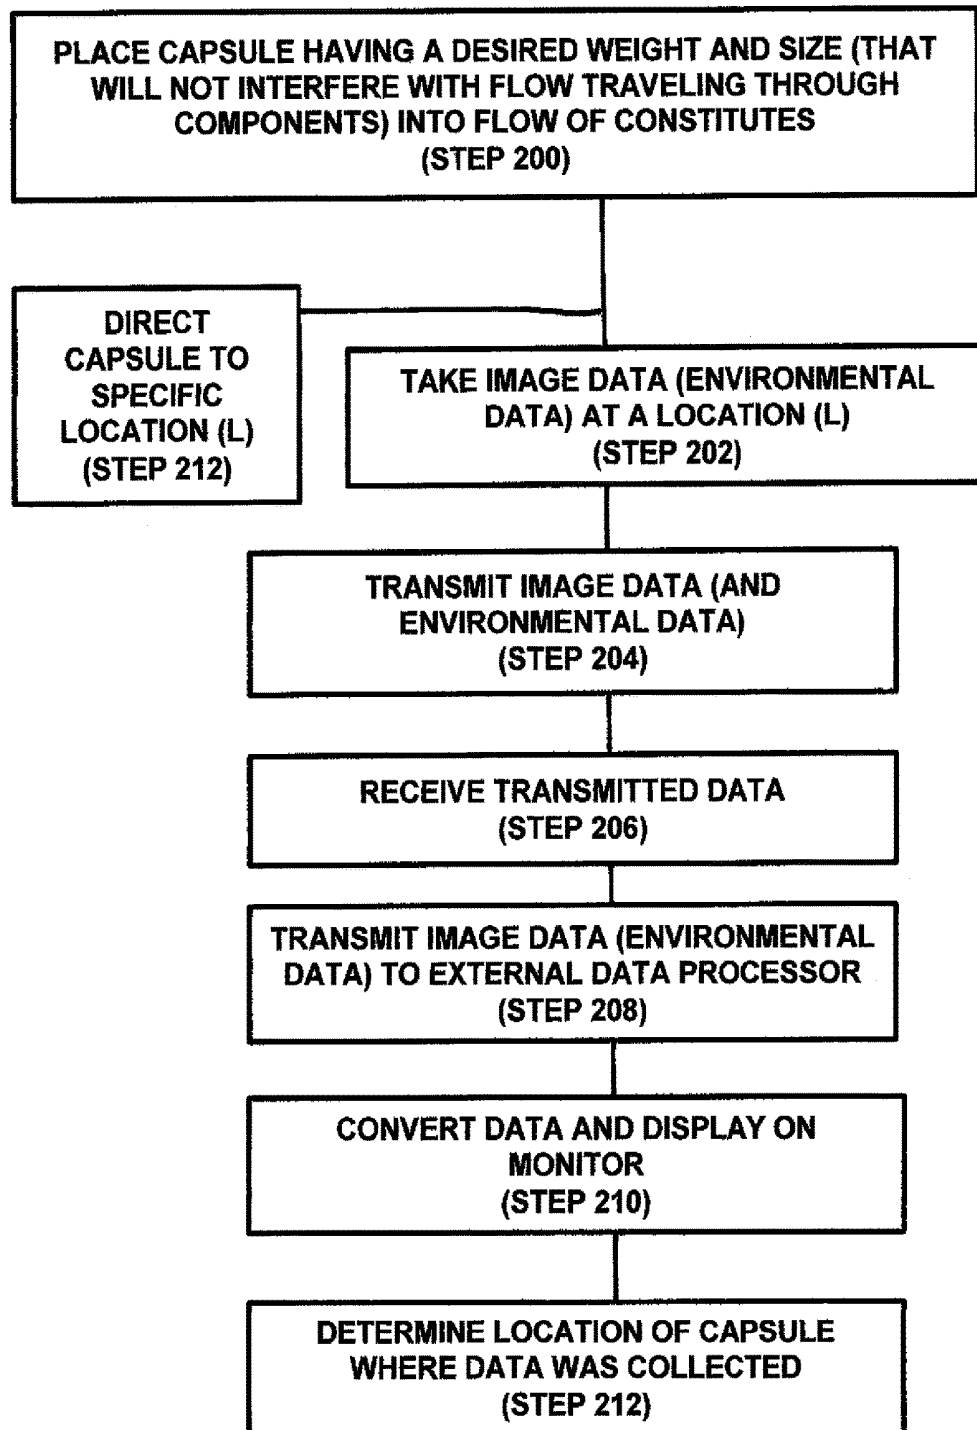 PLACE CAPSULE HAVING A DESIRED WEIGHT AND SIZE (THAT
WILL NOT INTERFERE WITH FLOW TRAVELING THROUGH
COMPONENTS) INTO FLOW OF CONSTITUTES
(STEP 200)
DIRECT
CAPSULE TO
SPECIFIC
LOCATION (L)
(STEP 212)
TAKE IMAGE DATA (ENVIRONMENTAL
DATA) AT A LOCATION (L)
(STEP 202)
TRANSMIT IMAGE DATA (AND
ENVIRONMENTAL DATA)
(STEP 204)
RECEIVE TRANSMITTED DATA
(STEP 206)
TRANSMIT IMAGE DATA (ENVIRONMENTAL
DATA) TO EXTERNAL DATA PROCESSOR
(STEP 208)
CONVERT DATA AND DISPLAY ON
MONITOR
(STEP 210)
DETERMINE LOCATION OF CAPSULE
WHERE DATA WAS COLLECTED
(STEP 212)